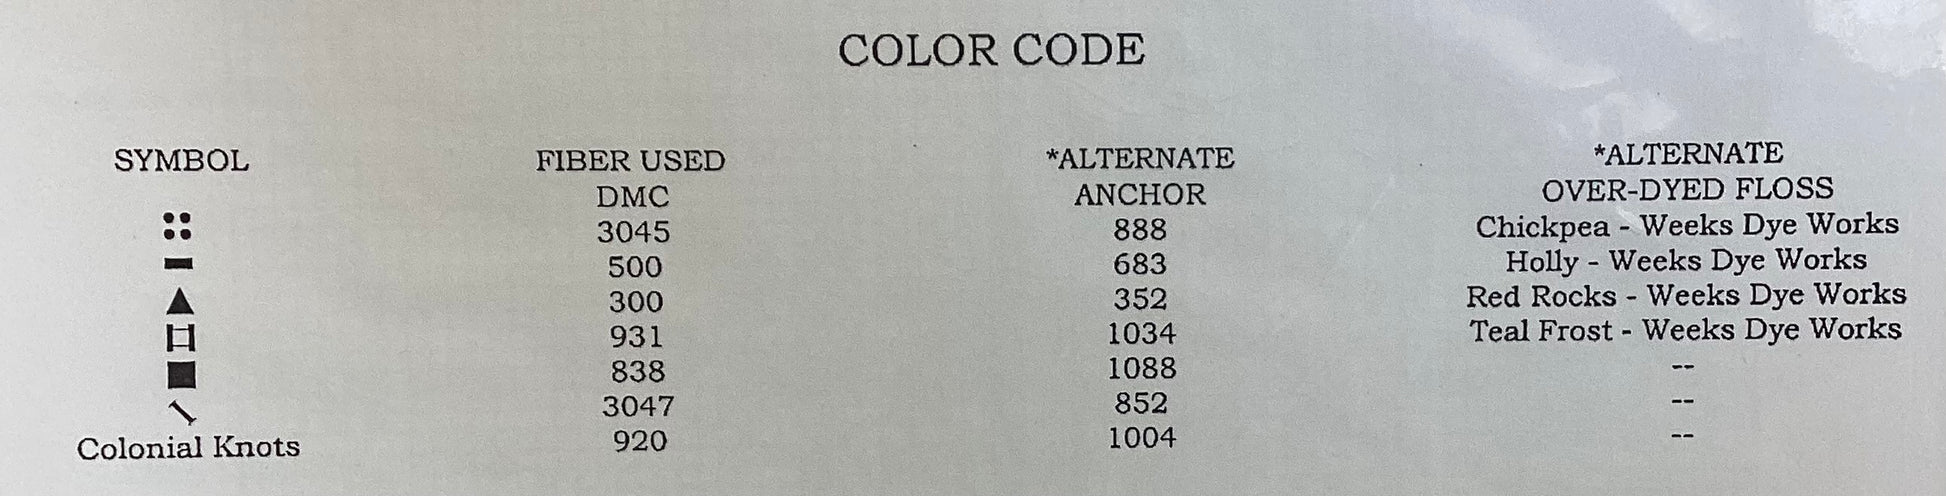 COLOR CODE
SYMBOL FIBER USED *ALTERNATE *ALTERNATE
DMC ANCHOR OVER-DYED FLOSS
3045 888 Chickpea - Weeks Dye Works
500 683 Holly - Weeks Dye Works
300 352 Red Rocks - Weeks Dye Works
931 1034 Teal Frost - Weeks Dye Works
838 1088 --
3047 852 --
Colonial Knots 920 1004 --